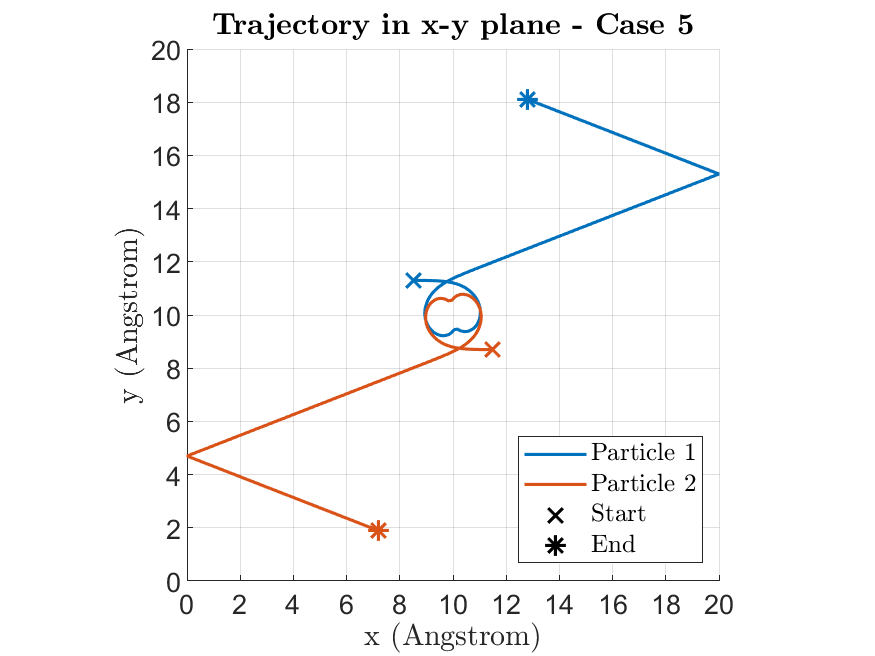 Trajectory in x-y plane - Case 5
20
18
16
14
12
10
8
6
4
2
0
y (Angstrom)
Particle 1
Particle 2
Start
End
0 2 4 6 8 10 12 14 16 18 20
x (Angstrom)